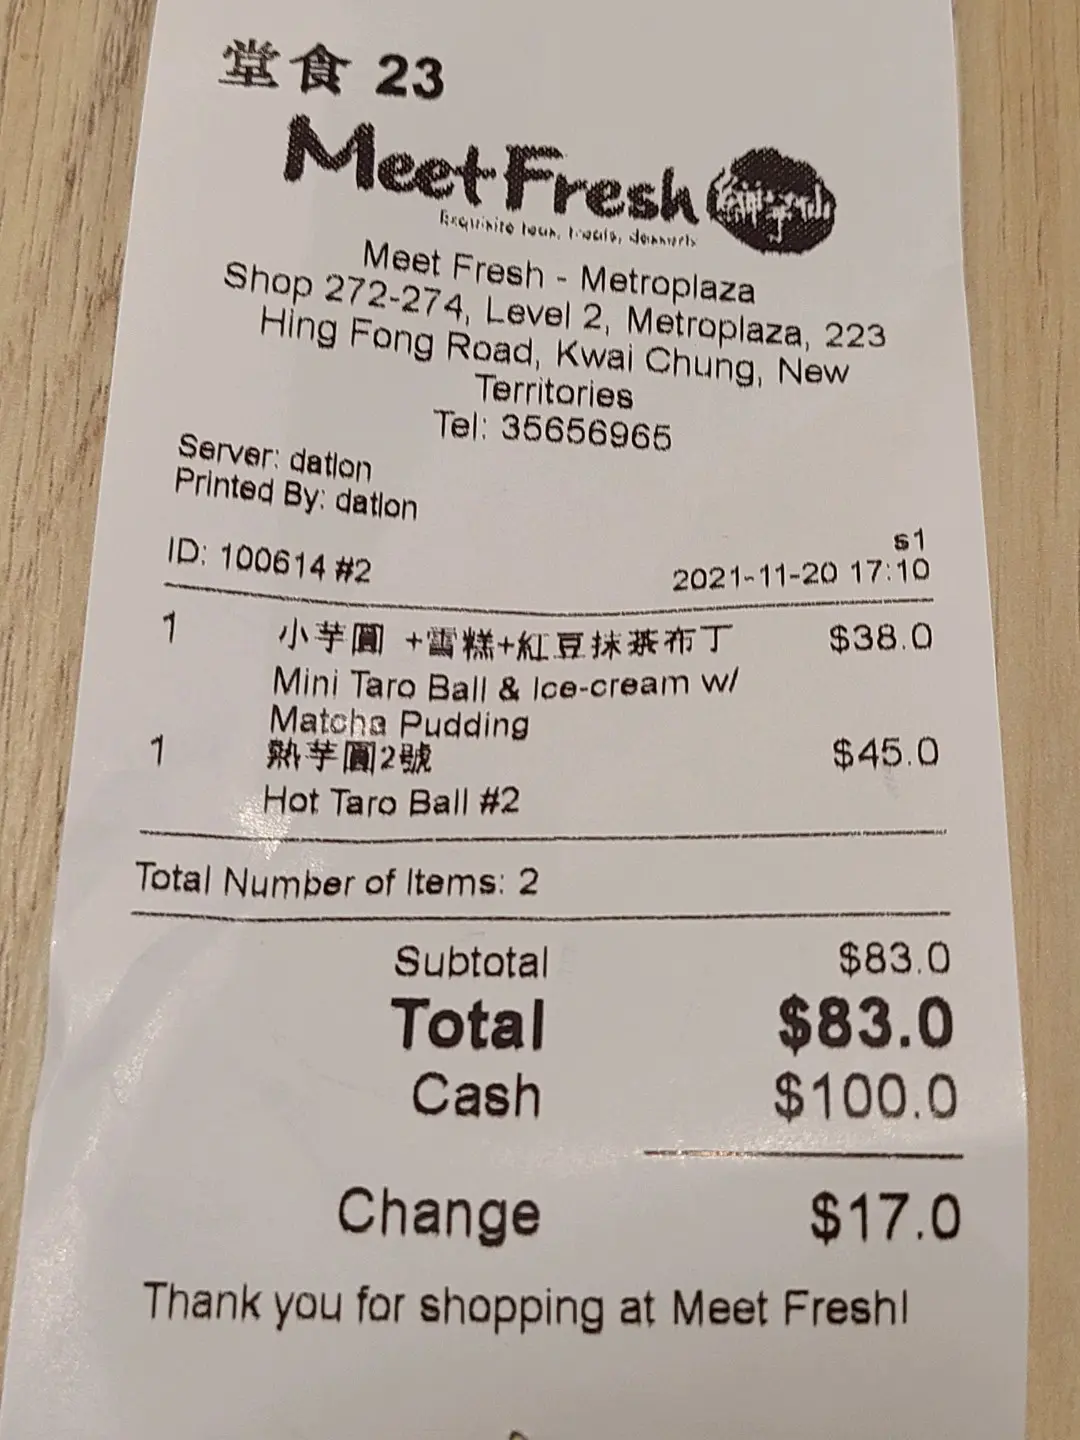 堂食 23
Meet Fresh
Meet Fresh - Metroplaza
Shop 272-274, Level 2, Metroplaza, 223
Hing Fong Road, Kwai Chung, New
Territories
Tel: 35656965
Server: datlon
Printed By: datlon
s1
ID: 100614 #2 2021-11-20 17:10
1 小芋圓 +雪糕+紅豆抹茶布丁 $38.0
Mini Taro Ball & Ice-cream w/
Matcha Pudding
1 熱芋圓2號 $45.0
Hot Taro Ball #2
Total Number of Items: 2
Subtotal $83.0
Total $83.0
Cash $100.0
Change $17.0
Thank you for shopping at Meet Fresh!